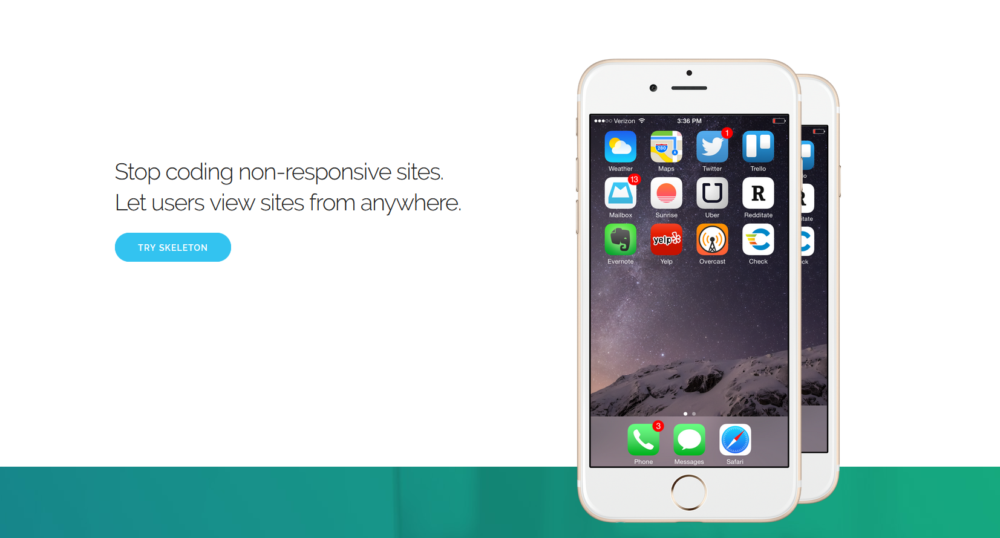 Stop coding non-responsive sites.
Let users view sites from anywhere.
TRY SKELETON
Verizon 3:36 PM
1
280
Weather Maps Twitter Trello
13
R
Mailbox Sunrise Uber Redditate
yelp
Evernote Yelp Overcast Check
3
Phone Messages Safari
lo
R
itate
ck